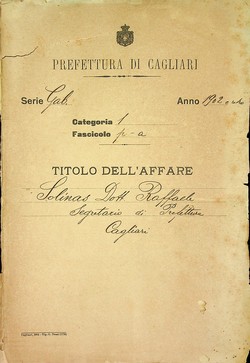 PREFETTURA DI CAGLIARI
Serie Gab. Anno 1902
Categoria 1
Fascicolo p-a
TITOLO DELL'AFFARE
Solinas Dott Raffaele
Segretario di Prefettura
Cagliari